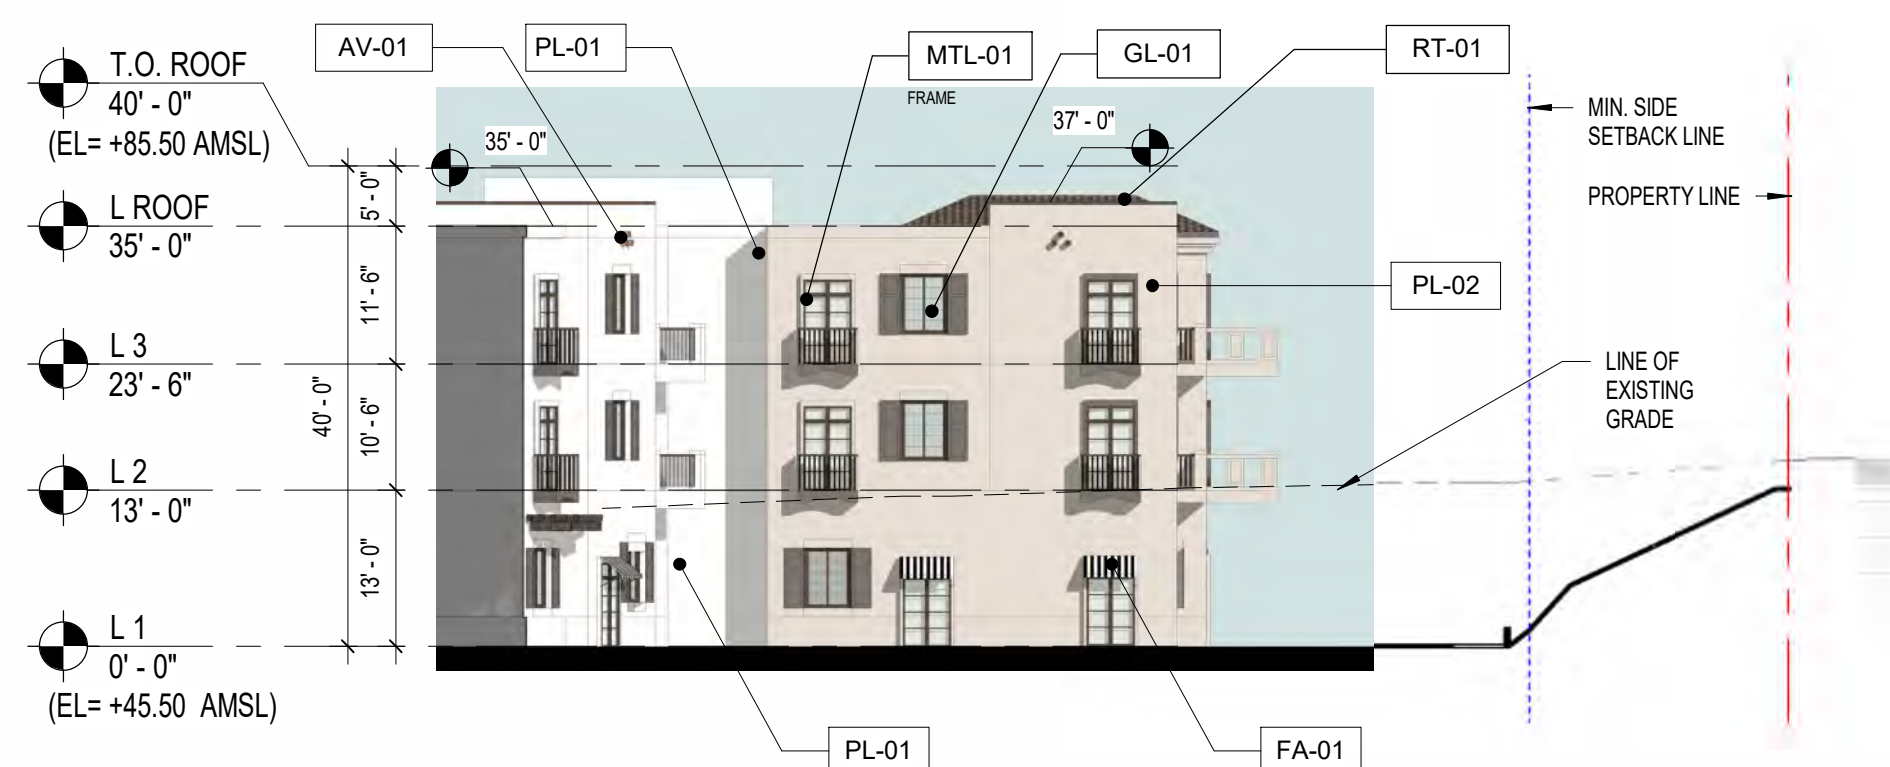 AV-01
PL-01
MTL-01
FRAME
GL-01
RT-01
T.O. ROOF
40' - 0"
(EL= +85.50 AMSL)
35' - 0"
37' - 0"
MIN. SIDE
SETBACK LINE
PROPERTY LINE
L ROOF
35' - 0"
5' - 0"
11' - 6"
PL-02
L 3
23' - 6"
40' - 0"
10' - 6"
LINE OF
EXISTING
GRADE
L 2
13' - 0"
13' - 0"
L 1
0' - 0"
(EL= +45.50 AMSL)
PL-01
FA-01